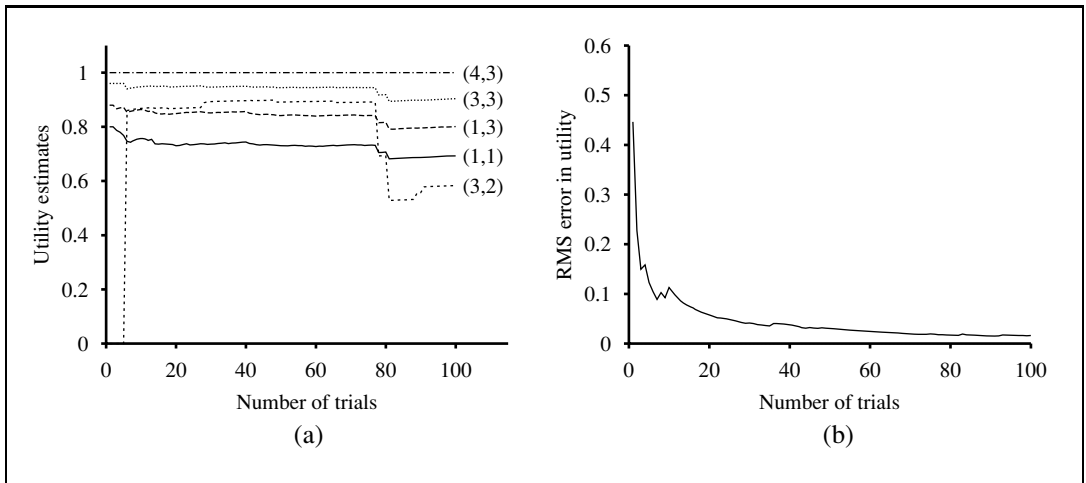 Utility estimates
1
0.8
0.6
0.4
0.2
0
0 20 40 60 80 100
Number of trials
(4,3)
(3,3)
(1,3)
(1,1)
(3,2)
(a)
RMS error in utility
0.6
0.5
0.4
0.3
0.2
0.1
0
0 20 40 60 80 100
Number of trials
(b)